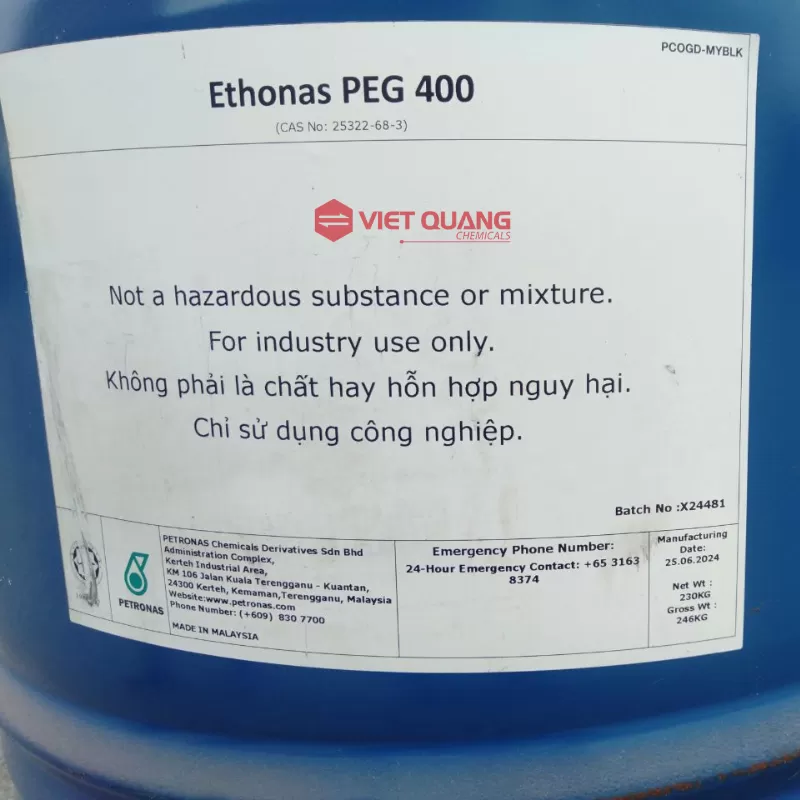 PCOGD-MYBLK
Ethonas PEG 400
(CAS No: 25322-68-3)
VIET QUANG
CHEMICALS
Not a hazardous substance or mixture.
For industry use only.
Không phải là chất hay hỗn hợp nguy hại.
Chỉ sử dụng công nghiệp.
Batch No :X24481
PETRONAS
PETRONAS Chemicals Derivatives Sdn Bhd
Administration Complex,
Kerteh Industrial Area,
KM 106 Jalan Kuala Terengganu - Kuantan,
24300 Kerteh, Kemaman,Terengganu, Malaysia
Website:www.petronas.com
Phone Number: (+609) 830 7700
MADE IN MALAYSIA
Emergency Phone Number:
24-Hour Emergency Contact: +65 3163
8374
Manufacturing
Date:
25.06.2024
Net Wt :
230KG
Gross Wt :
246KG